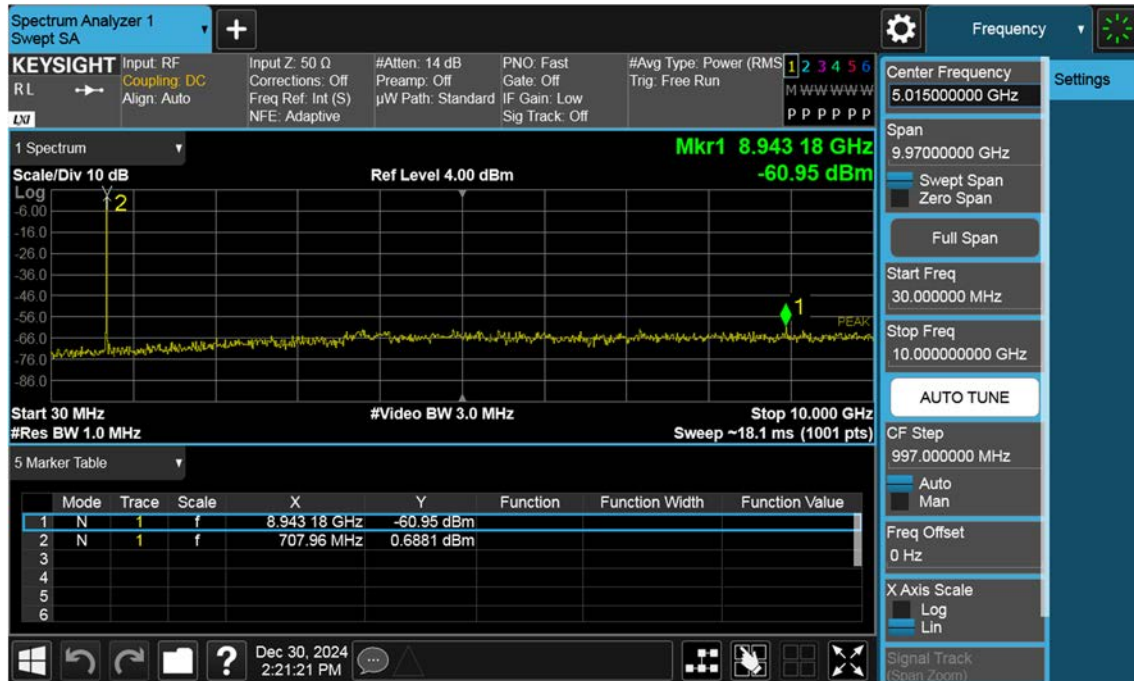 Spectrum Analyzer 1
Swept SA
Frequency
KEYSIGHT
RL
LXI
Input: RF
Coupling: DC
Align: Auto
Input Z: 50 Ω
Corrections: Off
Freq Ref: Int (S)
NFE: Adaptive
#Atten: 14 dB
Preamp: Off
µW Path: Standard
PNO: Fast
Gate: Off
IF Gain: Low
Sig Track: Off
#Avg Type: Power (RMS
Trig: Free Run
1 2 3 4 5 6
M W W W W W
P P P P P P
Center Frequency
5.015000000 GHz
Settings
Span
9.97000000 GHz
Swept Span
Zero Span
Full Span
Start Freq
30.000000 MHz
Stop Freq
10.000000000 GHz
AUTO TUNE
CF Step
997.000000 MHz
Auto
Man
Freq Offset
0 Hz
X Axis Scale
Log
Lin
Signal Track
(Span Zoom)
1 Spectrum
Mkr1 8.943 18 GHz
-60.95 dBm
Scale/Div 10 dB
Ref Level 4.00 dBm
Log
2
-6.00
-16.0
-26.0
-36.0
-46.0
1
-56.0
PEAK
-66.0
-76.0
-86.0
Start 30 MHz
#Video BW 3.0 MHz
Stop 10.000 GHz
#Res BW 1.0 MHz
Sweep ~18.1 ms (1001 pts)
5 Marker Table
Mode Trace Scale X Y Function Function Width Function Value
1 N 1 f 8.943 18 GHz -60.95 dBm
2 N 1 f 707.96 MHz 0.6881 dBm
3
4
5
6
?
Dec 30, 2024
2:21:21 PM